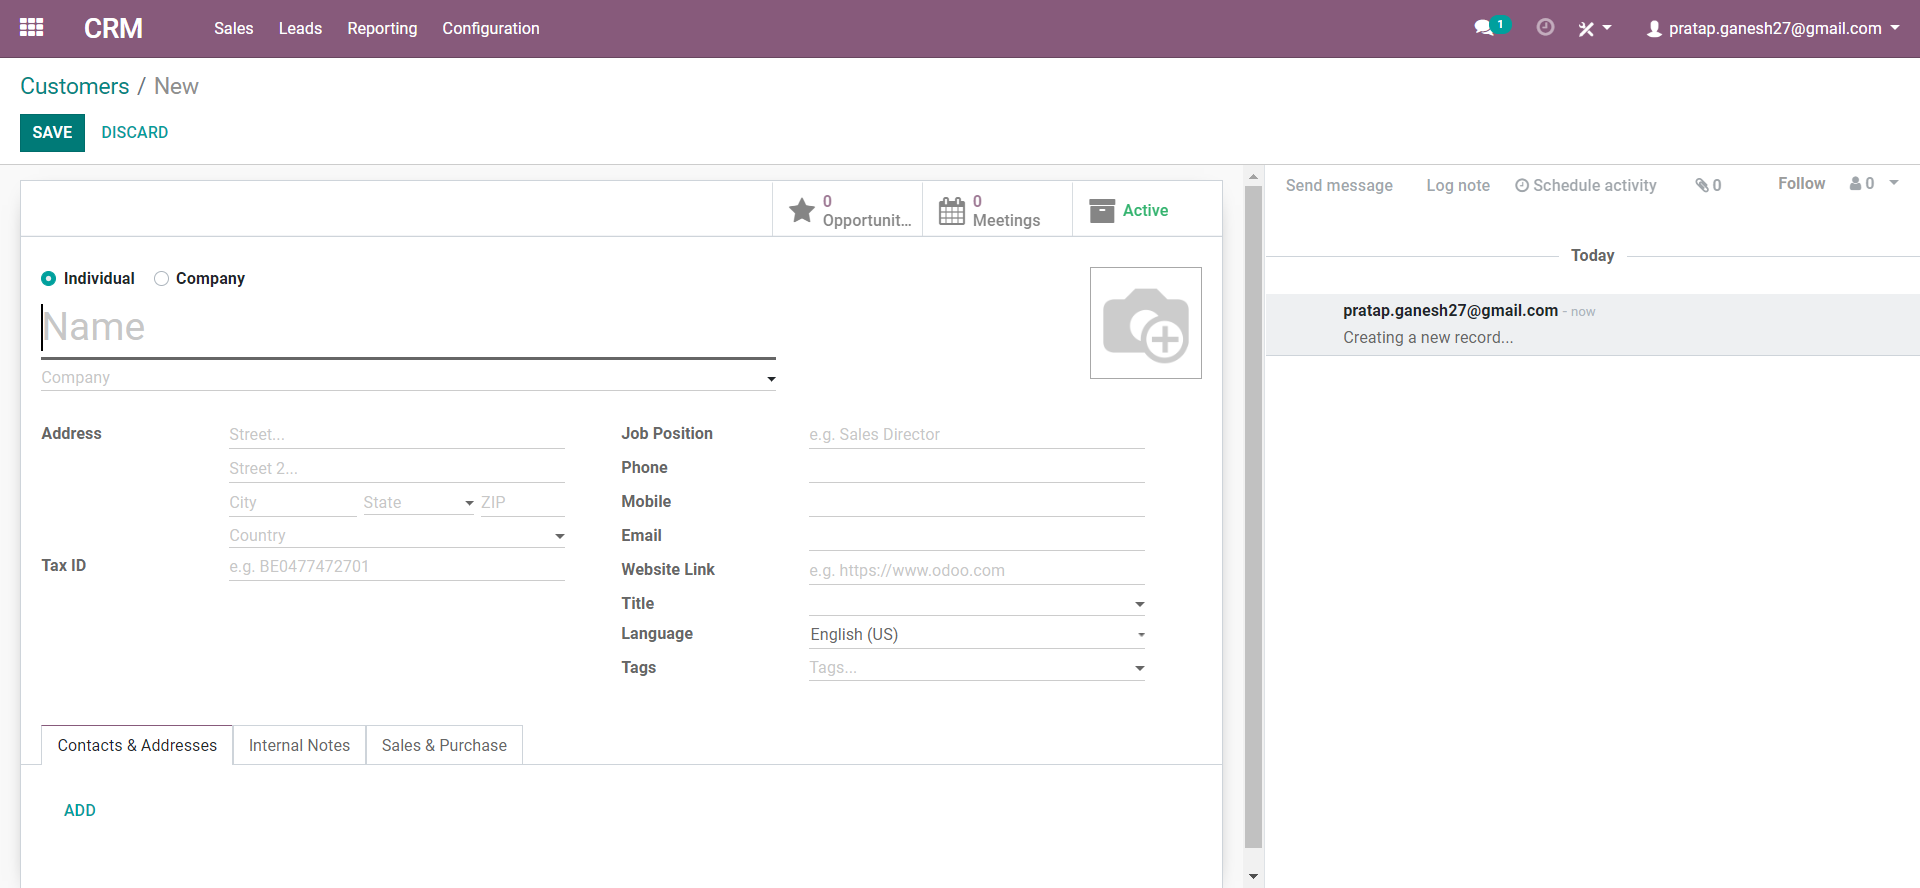 CRM Sales Leads Reporting Configuration 1 pratap.ganesh27@gmail.com
Customers / New
SAVE DISCARD
0 Opportunit...
0 Meetings
Active
Send message Log note Schedule activity 0 Follow 0
Today
pratap.ganesh27@gmail.com - now
Creating a new record...
Individual Company
Name
Company
Address Street...
Street 2...
City State ZIP
Country
Tax ID e.g. BE0477472701
Job Position e.g. Sales Director
Phone
Mobile
Email
Website Link e.g. https://www.odoo.com
Title
Language English (US)
Tags Tags...
Contacts & Addresses Internal Notes Sales & Purchase
ADD